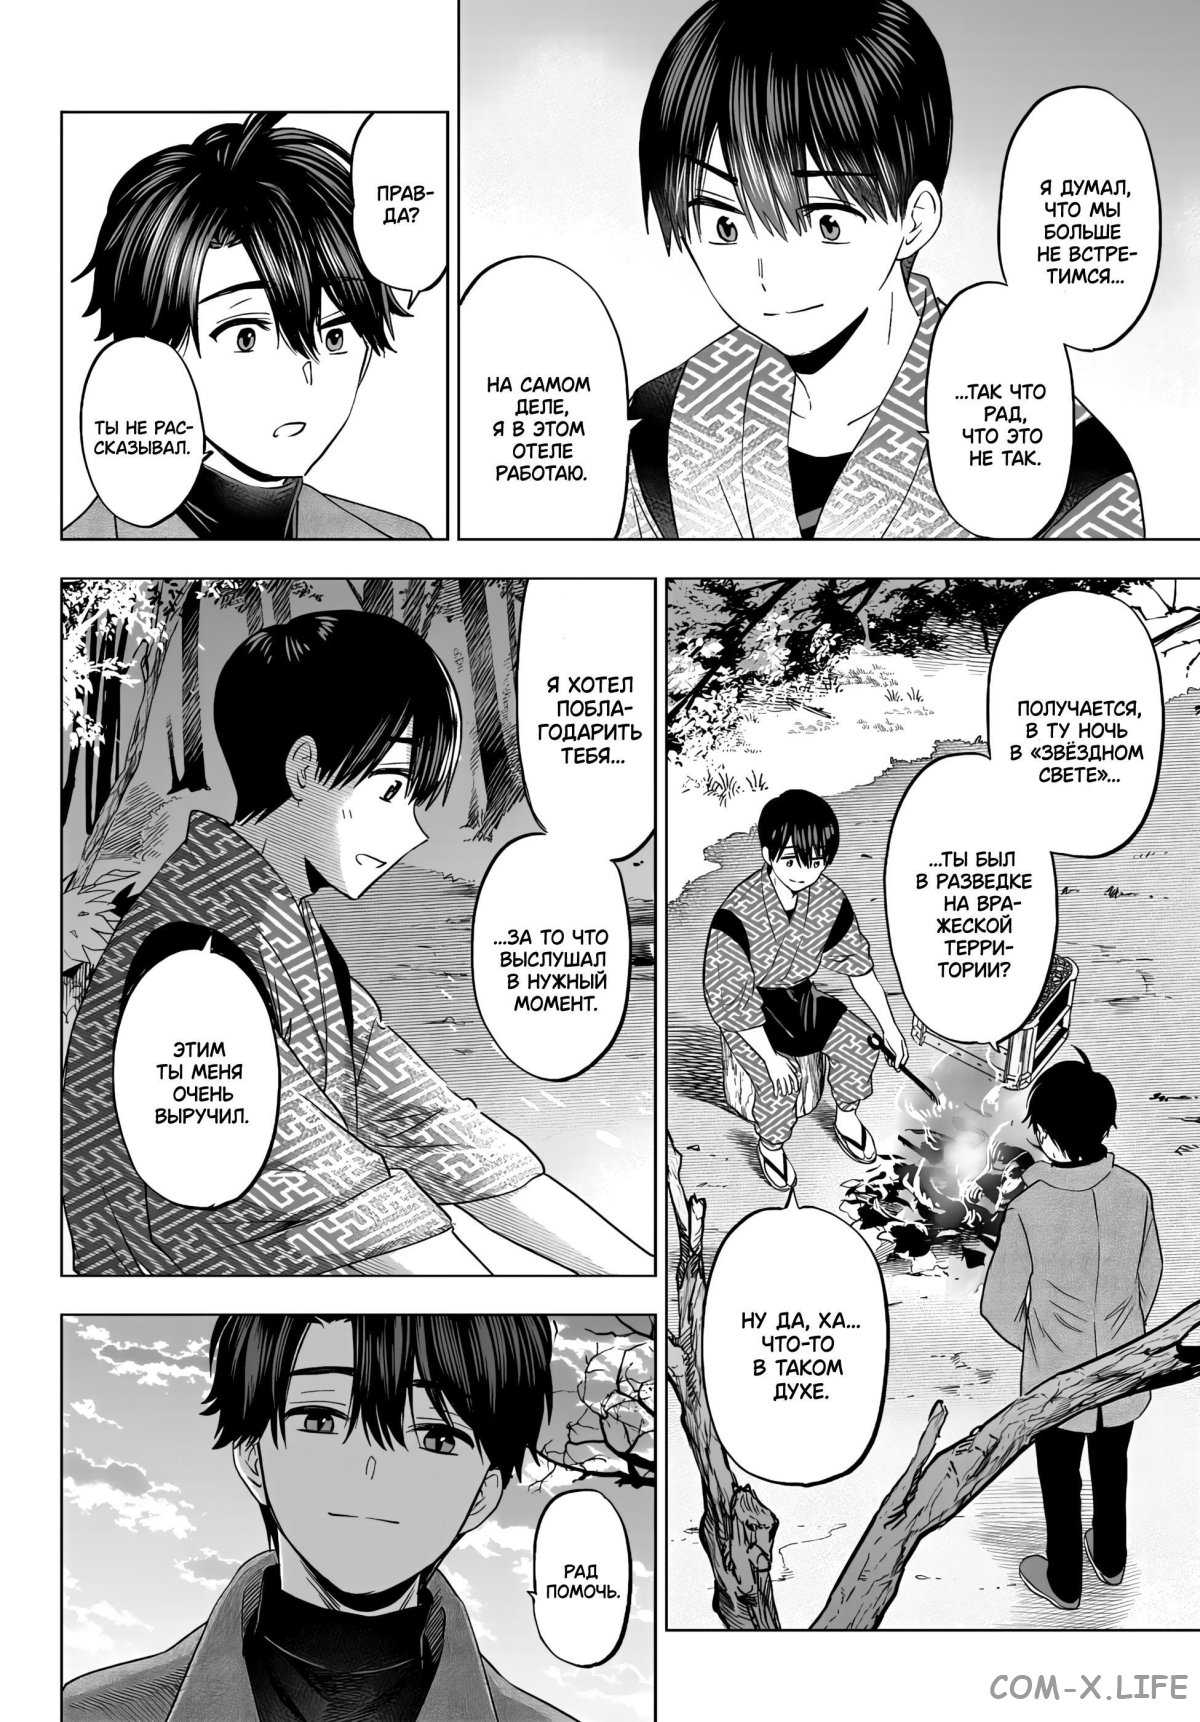 Я ДУМАЛ,
ЧТО МЫ
БОЛЬШЕ
НЕ ВСТРЕ-
ТИМСЯ...
...ТАК ЧТО
РАД,
ЧТО ЭТО
НЕ ТАК.
НА САМОМ
ДЕЛЕ,
Я В ЭТОМ
ОТЕЛЕ
РАБОТАЮ.
ПРАВ-
ДА?
ТЫ НЕ РАС-
СКАЗЫВАЛ.
ПОЛУЧАЕТСЯ,
В ТУ НОЧЬ
В «ЗВЁЗДНОМ
СВЕТЕ»...
...ТЫ БЫЛ
В РАЗВЕДКЕ
НА ВРА-
ЖЕСКОЙ
ТЕРРИ-
ТОРИИ?
НУ ДА, ХА...
ЧТО-ТО
В ТАКОМ
ДУХЕ.
Я ХОТЕЛ
ПОБЛА-
ГОДАРИТЬ
ТЕБЯ...
...ЗА ТО ЧТО
ВЫСЛУШАЛ
В НУЖНЫЙ
МОМЕНТ.
ЭТИМ
ТЫ МЕНЯ
ОЧЕНЬ
ВЫРУЧИЛ.
РАД
ПОМОЧЬ.
COM-X.LIFE